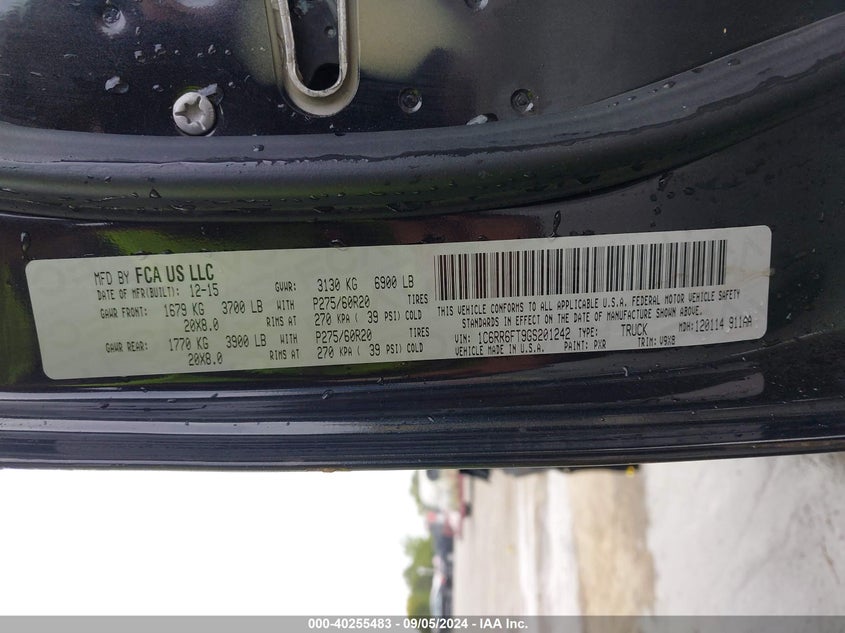 MFD BY FCA US LLC
DATE OF MFR(BUILT): 12-15 GVWR: 3130 KG 6900 LB
GAWR FRONT: 1679 KG 3700 LB WITH P275/60R20 TIRES
20X8.0 RIMS AT 270 KPA ( 39 PSI) COLD
GAWR REAR: 1770 KG 3900 LB WITH P275/60R20 TIRES
20X8.0 RIMS AT 270 KPA ( 39 PSI) COLD
THIS VEHICLE CONFORMS TO ALL APPLICABLE U.S.A. FEDERAL MOTOR VEHICLE SAFETY
STANDARDS IN EFFECT ON THE DATE OF MANUFACTURE SHOWN ABOVE.
VIN: 1C6RR6FT9GS201242 TYPE: TRUCK MDH: 120114 911AA
VEHICLE MADE IN U.S.A. PAINT: PXR TRIM: V9X8
000-40255483 - 09/05/2024 - IAA Inc.